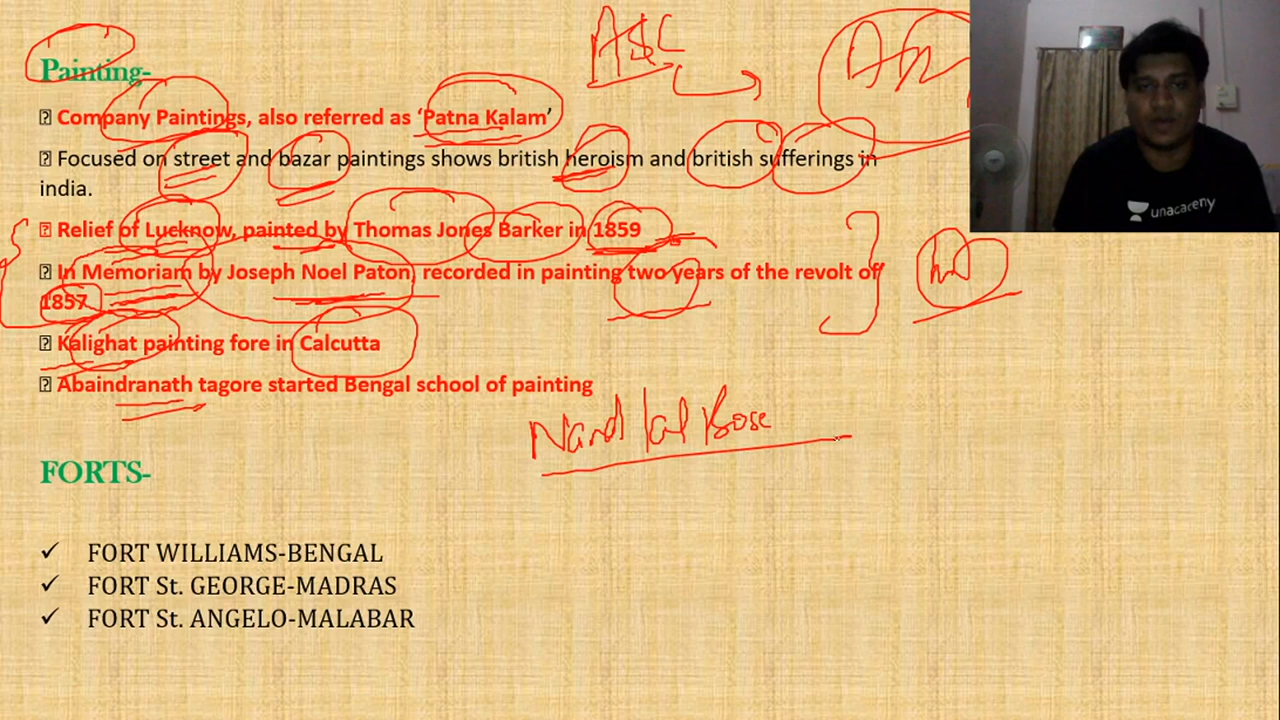 Painting-
Company Paintings, also referred as ‘Patna Kalam’
Focused on street and bazar paintings shows british heroism and british sufferings in
india.
Relief of Lucknow, painted by Thomas Jones Barker in 1859
In Memoriam by Joseph Noel Paton, recorded in painting two years of the revolt of
1857
Kalighat painting fore in Calcutta
Abaindranath tagore started Bengal school of painting
Nand lal Bose
FORTS-
✓ FORT WILLIAMS-BENGAL
✓ FORT St. GEORGE-MADRAS
✓ FORT St. ANGELO-MALABAR
unacademy